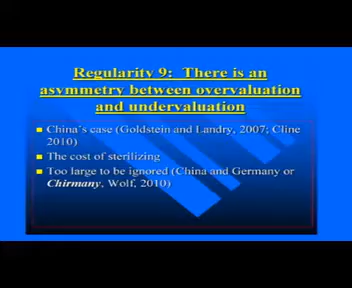 Regularity 9: There is an
asymmetry between overvaluation
and undervaluation
China's case (Goldstein and Landry, 2007; Cline
2010)
The cost of sterilizing
Too large to be ignored (China and Germany or
Chirmany, Wolf, 2010)